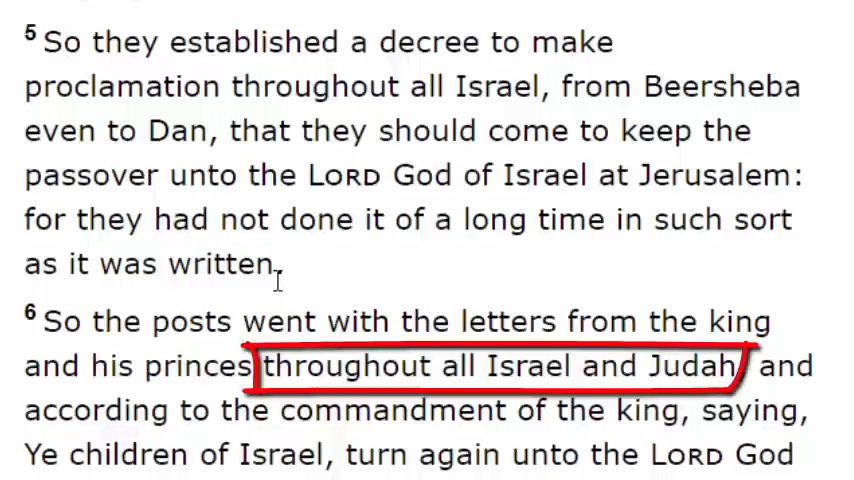 5 So they established a decree to make
proclamation throughout all Israel, from Beersheba
even to Dan, that they should come to keep the
passover unto the LORD God of Israel at Jerusalem:
for they had not done it of a long time in such sort
as it was written.
6 So the posts went with the letters from the king
and his princes throughout all Israel and Judah, and
according to the commandment of the king, saying,
Ye children of Israel, turn again unto the LORD God